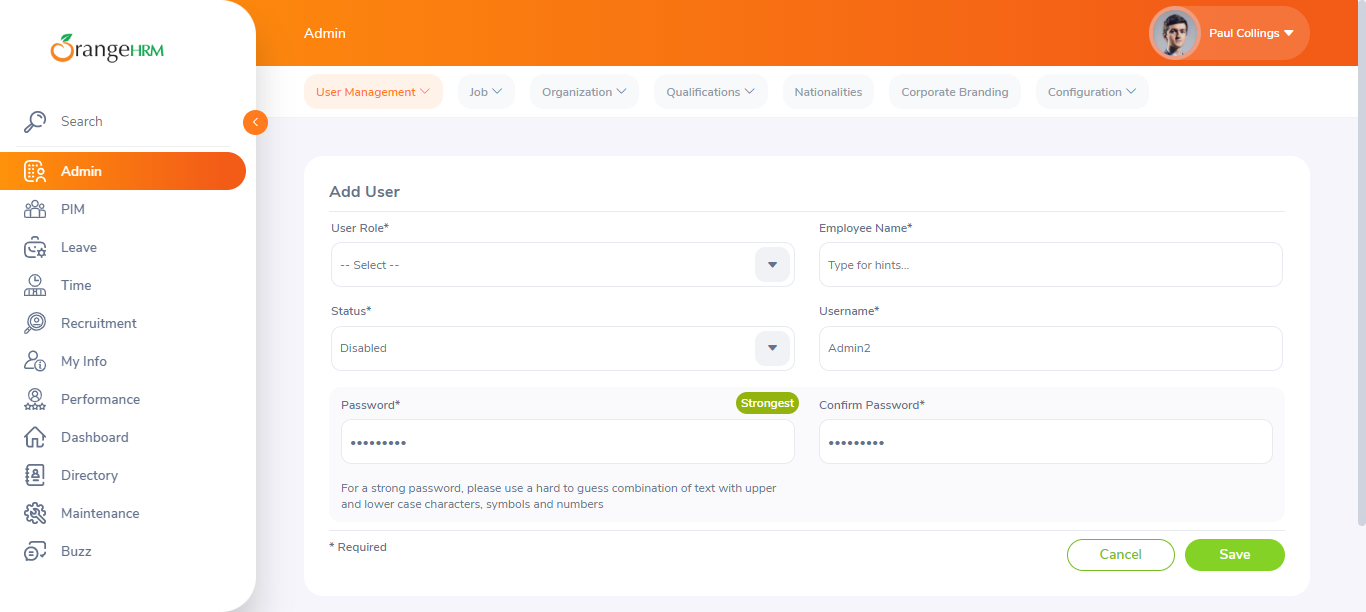 OrangeHRM
Search
Admin
PIM
Leave
Time
Recruitment
My Info
Performance
Dashboard
Directory
Maintenance
Buzz
Admin
Paul Collings
User Management
Job
Organization
Qualifications
Nationalities
Corporate Branding
Configuration
Add User
User Role*
-- Select --
Employee Name*
Type for hints...
Status*
Disabled
Username*
Admin2
Password*
Strongest
•••••••••
Confirm Password*
•••••••••
For a strong password, please use a hard to guess combination of text with upper
and lower case characters, symbols and numbers
* Required
Cancel
Save